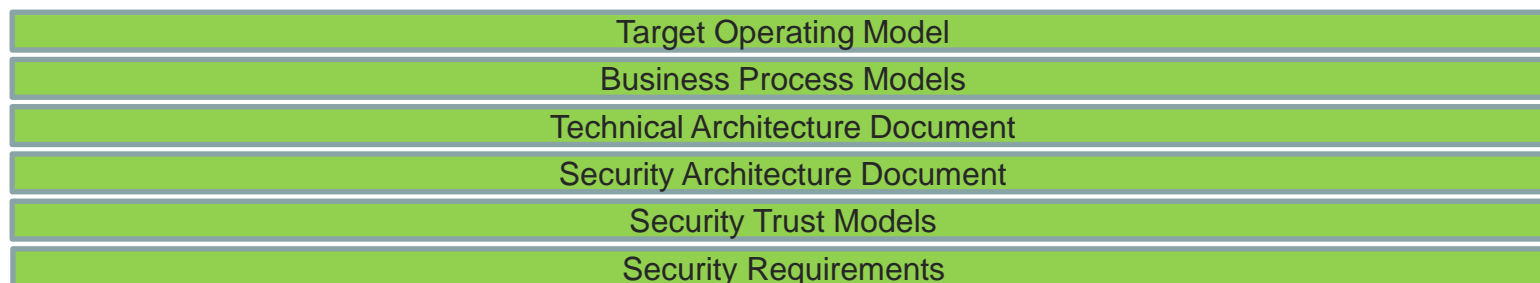 Target Operating Model
Business Process Models
Technical Architecture Document
Security Architecture Document
Security Trust Models
Security Requirements